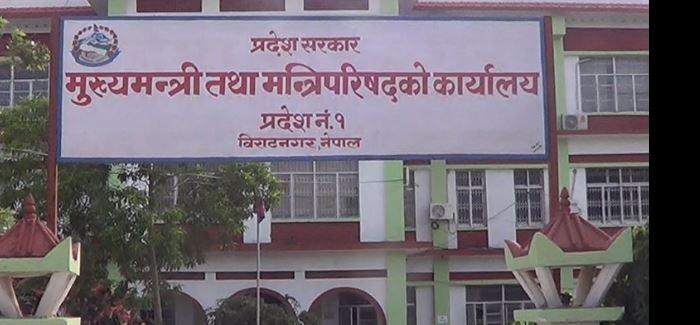 प्रदेश सरकार
मुख्यमन्त्री तथा मन्त्रिपरिषद्को कार्यालय
प्रदेश नं.१
विराटनगर, नेपाल